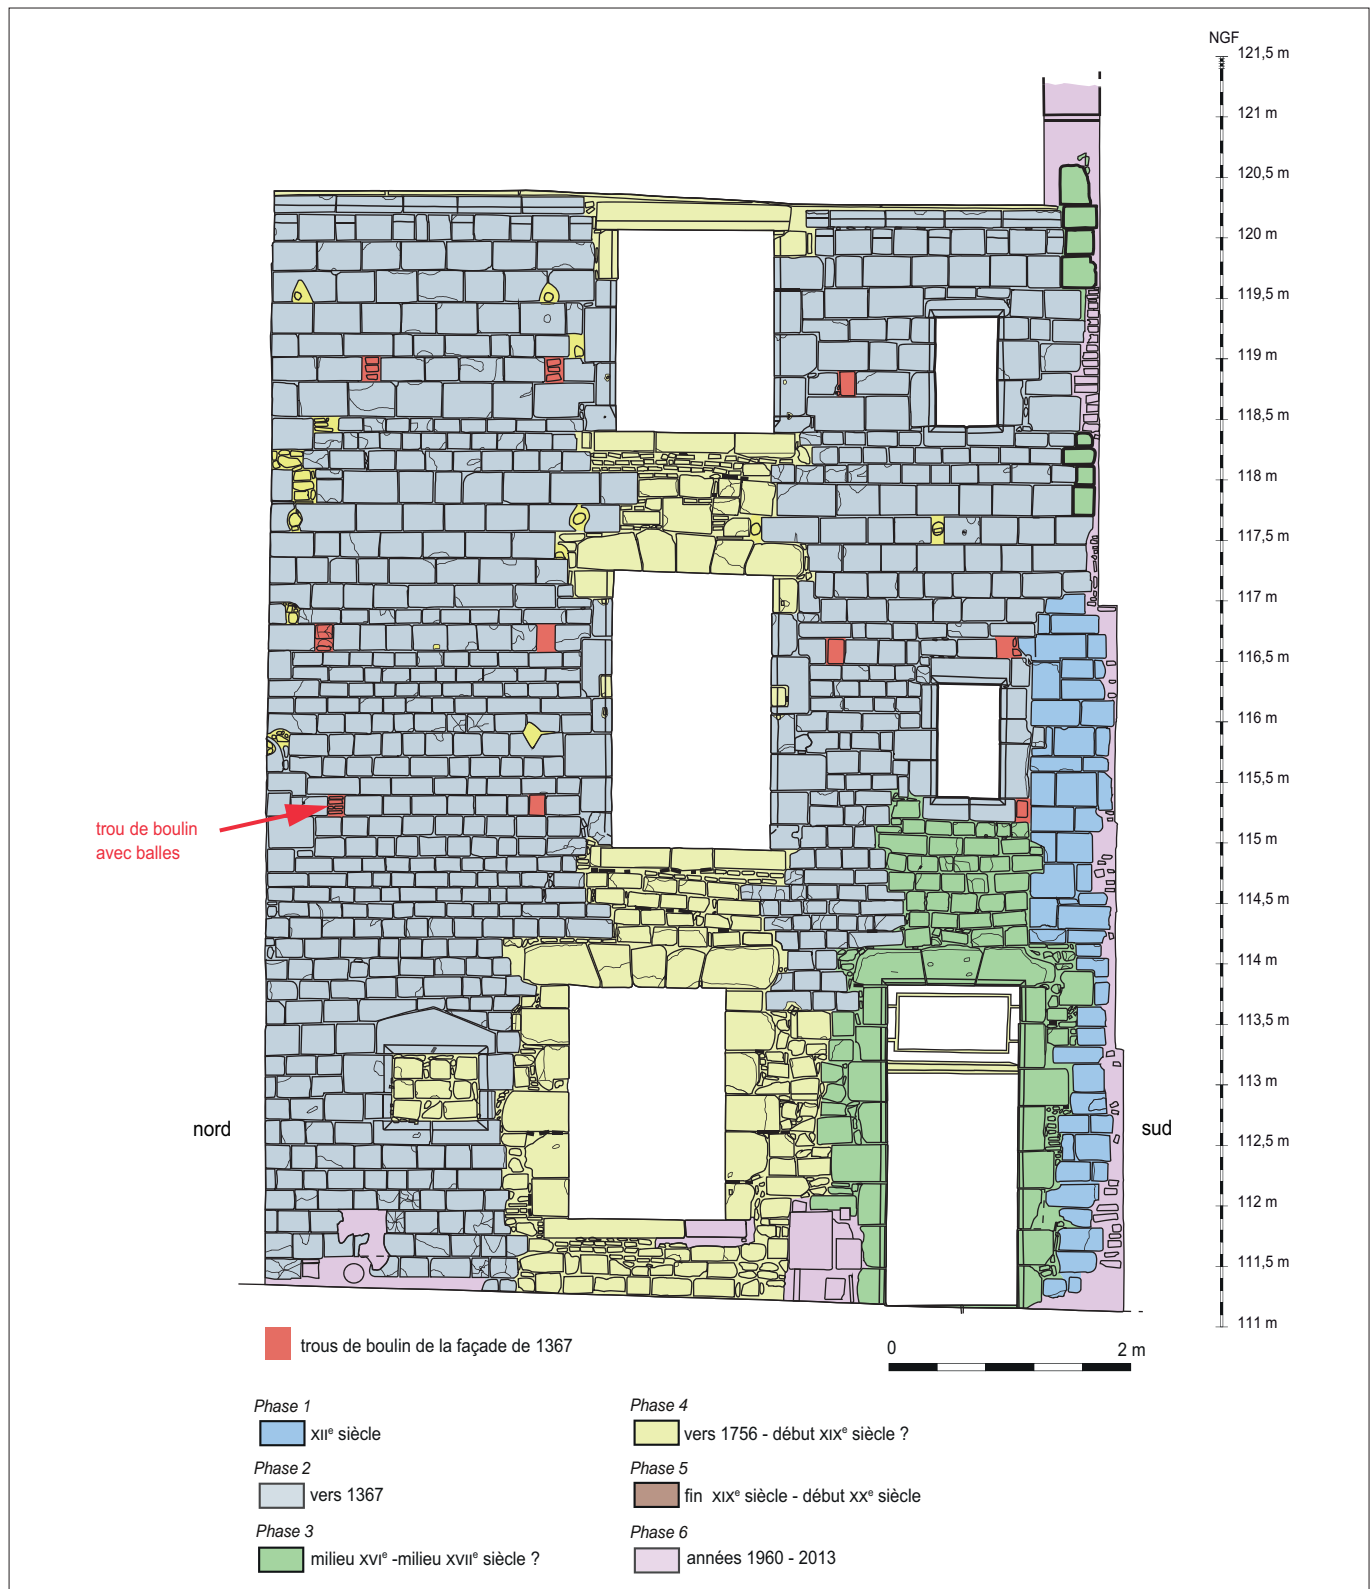 NGF
121,5 m
121 m
120,5 m
120 m
119,5 m
119 m
118,5 m
118 m
117,5 m
117 m
116,5 m
116 m
115,5 m
115 m
114,5 m
114 m
113,5 m
113 m
112,5 m
112 m
111,5 m
111 m
trou de boulin
avec balles
nord
sud
trous de boulin de la façade de 1367
0 2 m
Phase 1
XIIe siècle
Phase 2
vers 1367
Phase 3
milieu XVIe -milieu XVIIe siècle ?
Phase 4
vers 1756 - début XIXe siècle ?
Phase 5
fin XIXe siècle - début XXe siècle
Phase 6
années 1960 - 2013